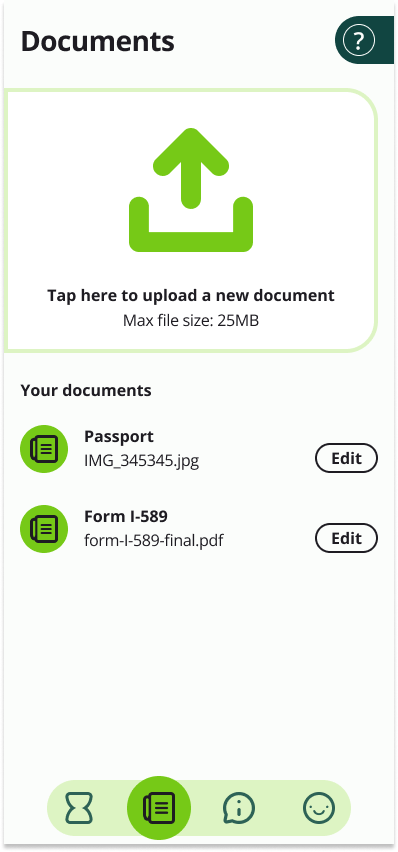 Documents
?
Tap here to upload a new document
Max file size: 25MB
Your documents
Passport
IMG_345345.jpg
Edit
Form I-589
form-I-589-final.pdf
Edit